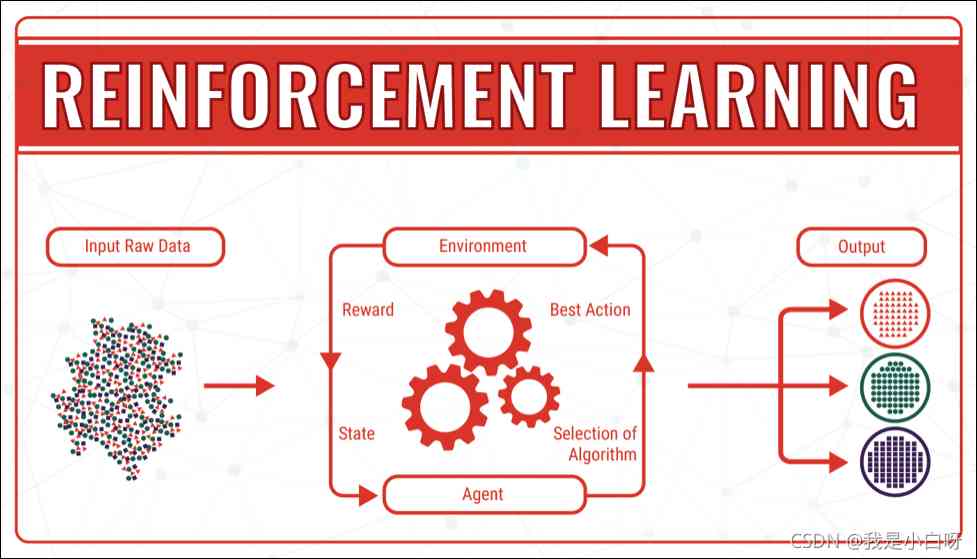 REINFORCEMENT LEARNING
Input Raw Data
Environment
Output
Reward
Best Action
State
Selection of
Algorithm
Agent
CSDN @我是小白呀